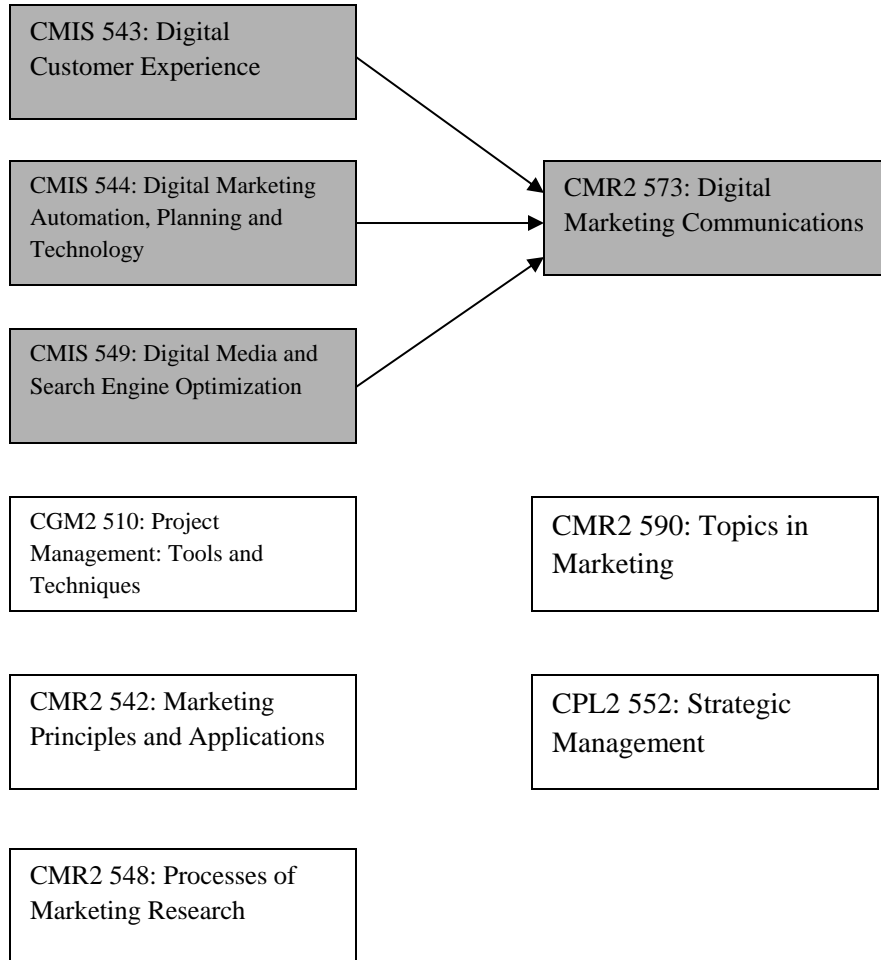 CMIS 543: Digital
Customer Experience
CMIS 544: Digital Marketing
Automation, Planning and
Technology
CMR2 573: Digital
Marketing Communications
CMIS 549: Digital Media and
Search Engine Optimization
CGM2 510: Project
Management: Tools and
Techniques
CMR2 590: Topics in
Marketing
CMR2 542: Marketing
Principles and Applications
CPL2 552: Strategic
Management
CMR2 548: Processes of
Marketing Research